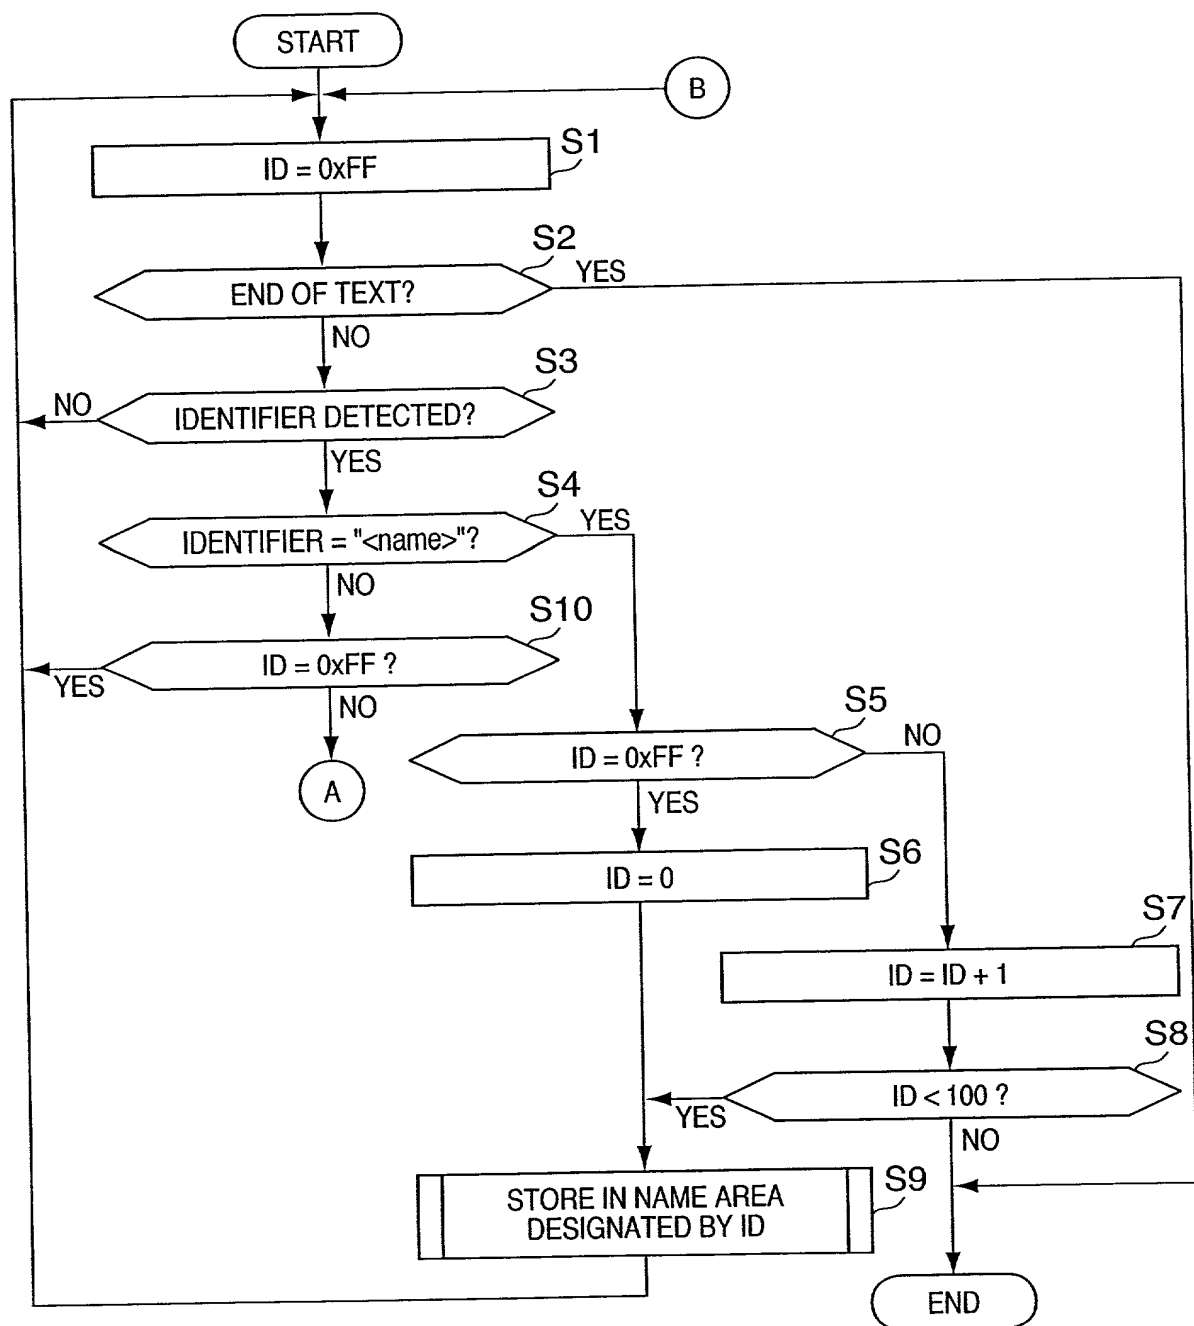 START
B
S1
ID = 0xFF
S2
END OF TEXT?
YES
NO
S3
NO
IDENTIFIER DETECTED?
YES
S4
IDENTIFIER = "<name>"?
YES
NO
S10
ID = 0xFF ?
YES
NO
A
S5
ID = 0xFF ?
NO
YES
S6
ID = 0
S7
ID = ID + 1
S8
ID < 100 ?
YES
NO
S9
STORE IN NAME AREA
DESIGNATED BY ID
END